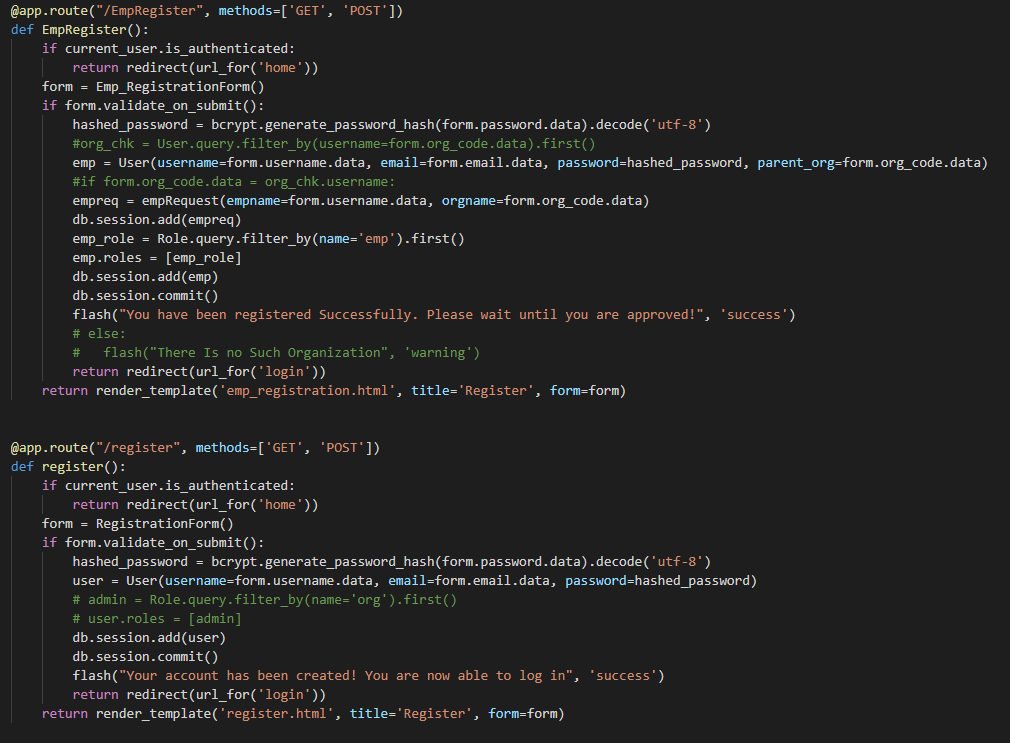 @app.route("/EmpRegister", methods=['GET', 'POST'])
def EmpRegister():
    if current_user.is_authenticated:
        return redirect(url_for('home'))
    form = Emp_RegistrationForm()
    if form.validate_on_submit():
        hashed_password = bcrypt.generate_password_hash(form.password.data).decode('utf-8')
        #org_chk = User.query.filter_by(username=form.org_code.data).first()
        emp = User(username=form.username.data, email=form.email.data, password=hashed_password, parent_org=form.org_code.data)
        #if form.org_code.data = org_chk.username:
        empreq = empRequest(empname=form.username.data, orgname=form.org_code.data)
        db.session.add(empreq)
        emp_role = Role.query.filter_by(name='emp').first()
        emp.roles = [emp_role]
        db.session.add(emp)
        db.session.commit()
        flash("You have been registered Successfully. Please wait until you are approved!", 'success')
        # else:
        #   flash("There Is no Such Organization", 'warning')
        return redirect(url_for('login'))
    return render_template('emp_registration.html', title='Register', form=form)
@app.route("/register", methods=['GET', 'POST'])
def register():
    if current_user.is_authenticated:
        return redirect(url_for('home'))
    form = RegistrationForm()
    if form.validate_on_submit():
        hashed_password = bcrypt.generate_password_hash(form.password.data).decode('utf-8')
        user = User(username=form.username.data, email=form.email.data, password=hashed_password)
        # admin = Role.query.filter_by(name='org').first()
        # user.roles = [admin]
        db.session.add(user)
        db.session.commit()
        flash("Your account has been created! You are now able to log in", 'success')
        return redirect(url_for('login'))
    return render_template('register.html', title='Register', form=form)